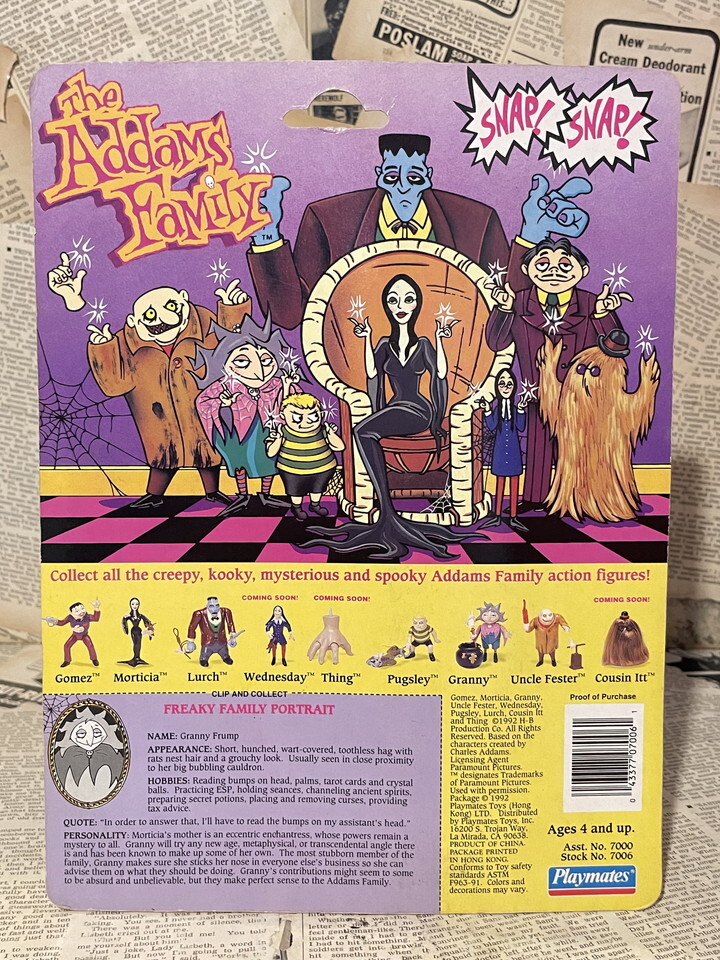 POSLAM SOAP
New under-arm
Cream Deodorant
The
Addams
Family
TM
SNAP! SNAP!
Collect all the creepy, kooky, mysterious and spooky Addams Family action figures!
COMING SOON!
COMING SOON!
COMING SOON!
Gomez™ Morticia™ Lurch™ Wednesday™ Thing™ Pugsley™ Granny™ Uncle Fester™ Cousin Itt™
CLIP AND COLLECT
FREAKY FAMILY PORTRAIT
NAME: Granny Frump
APPEARANCE: Short, hunched, wart-covered, toothless hag with
rats nest hair and a grouchy look. Usually seen in close proximity
to her big bubbling cauldron.
HOBBIES: Reading bumps on head, palms, tarot cards and crystal
balls. Practicing ESP, holding seances, channeling ancient spirits,
preparing secret potions, placing and removing curses, providing
tax advice.
QUOTE: "In order to answer that, I'll have to read the bumps on my assistant's head."
PERSONALITY: Morticia's mother is an eccentric enchantress, whose powers remain a
mystery to all. Granny will try any new age, metaphysical, or transcendental angle there
is and has been known to make up some of her own. The most stubborn member of the
family, Granny makes sure she sticks her nose in everyone else's business so she can
advise them on what they should be doing. Granny's contributions might seem to some
to be absurd and unbelievable, but they make perfect sense to the Addams Family.
Gomez, Morticia, Granny,
Uncle Fester, Wednesday,
Pugsley, Lurch, Cousin Itt
and Thing ©1992 H-B
Production Co. All Rights
Reserved. Based on the
characters created by
Charles Addams.
Licensing Agent
Paramount Pictures.
™ designates Trademarks
of Paramount Pictures.
Used with permission.
Package © 1992
Playmates Toys (Hong
Kong) LTD. Distributed
by Playmates Toys, Inc.
16200 S. Trojan Way,
La Mirada, CA 90638.
PRODUCT OF CHINA.
PACKAGE PRINTED
IN HONG KONG.
Conforms to Toy safety
standards ASTM
F963-91. Colors and
decorations may vary.
Proof of Purchase
0 43377 07006 1
Ages 4 and up.
Asst. No. 7000
Stock No. 7006
Playmates®